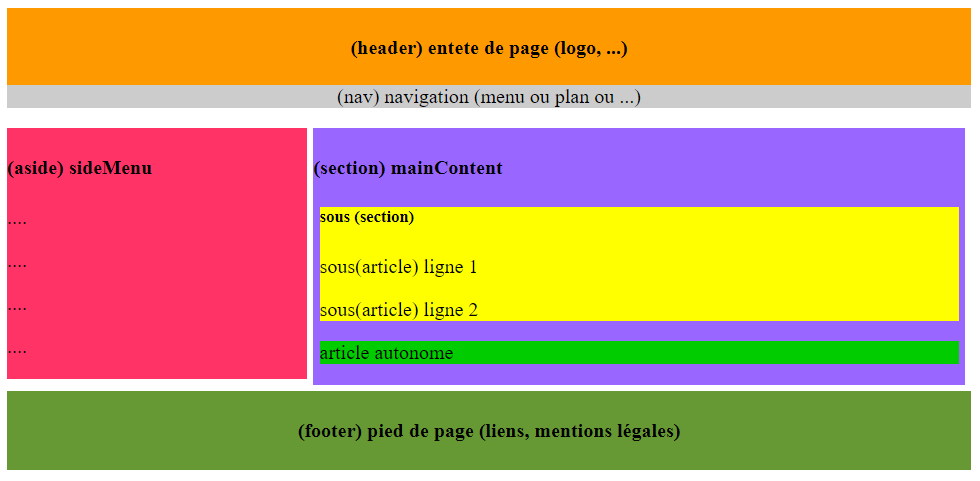 (header) entete de page (logo, ...)
(nav) navigation (menu ou plan ou ...)
(aside) sideMenu
....
....
....
....
(section) mainContent
sous (section)
sous(article) ligne 1
sous(article) ligne 2
article autonome
(footer) pied de page (liens, mentions légales)